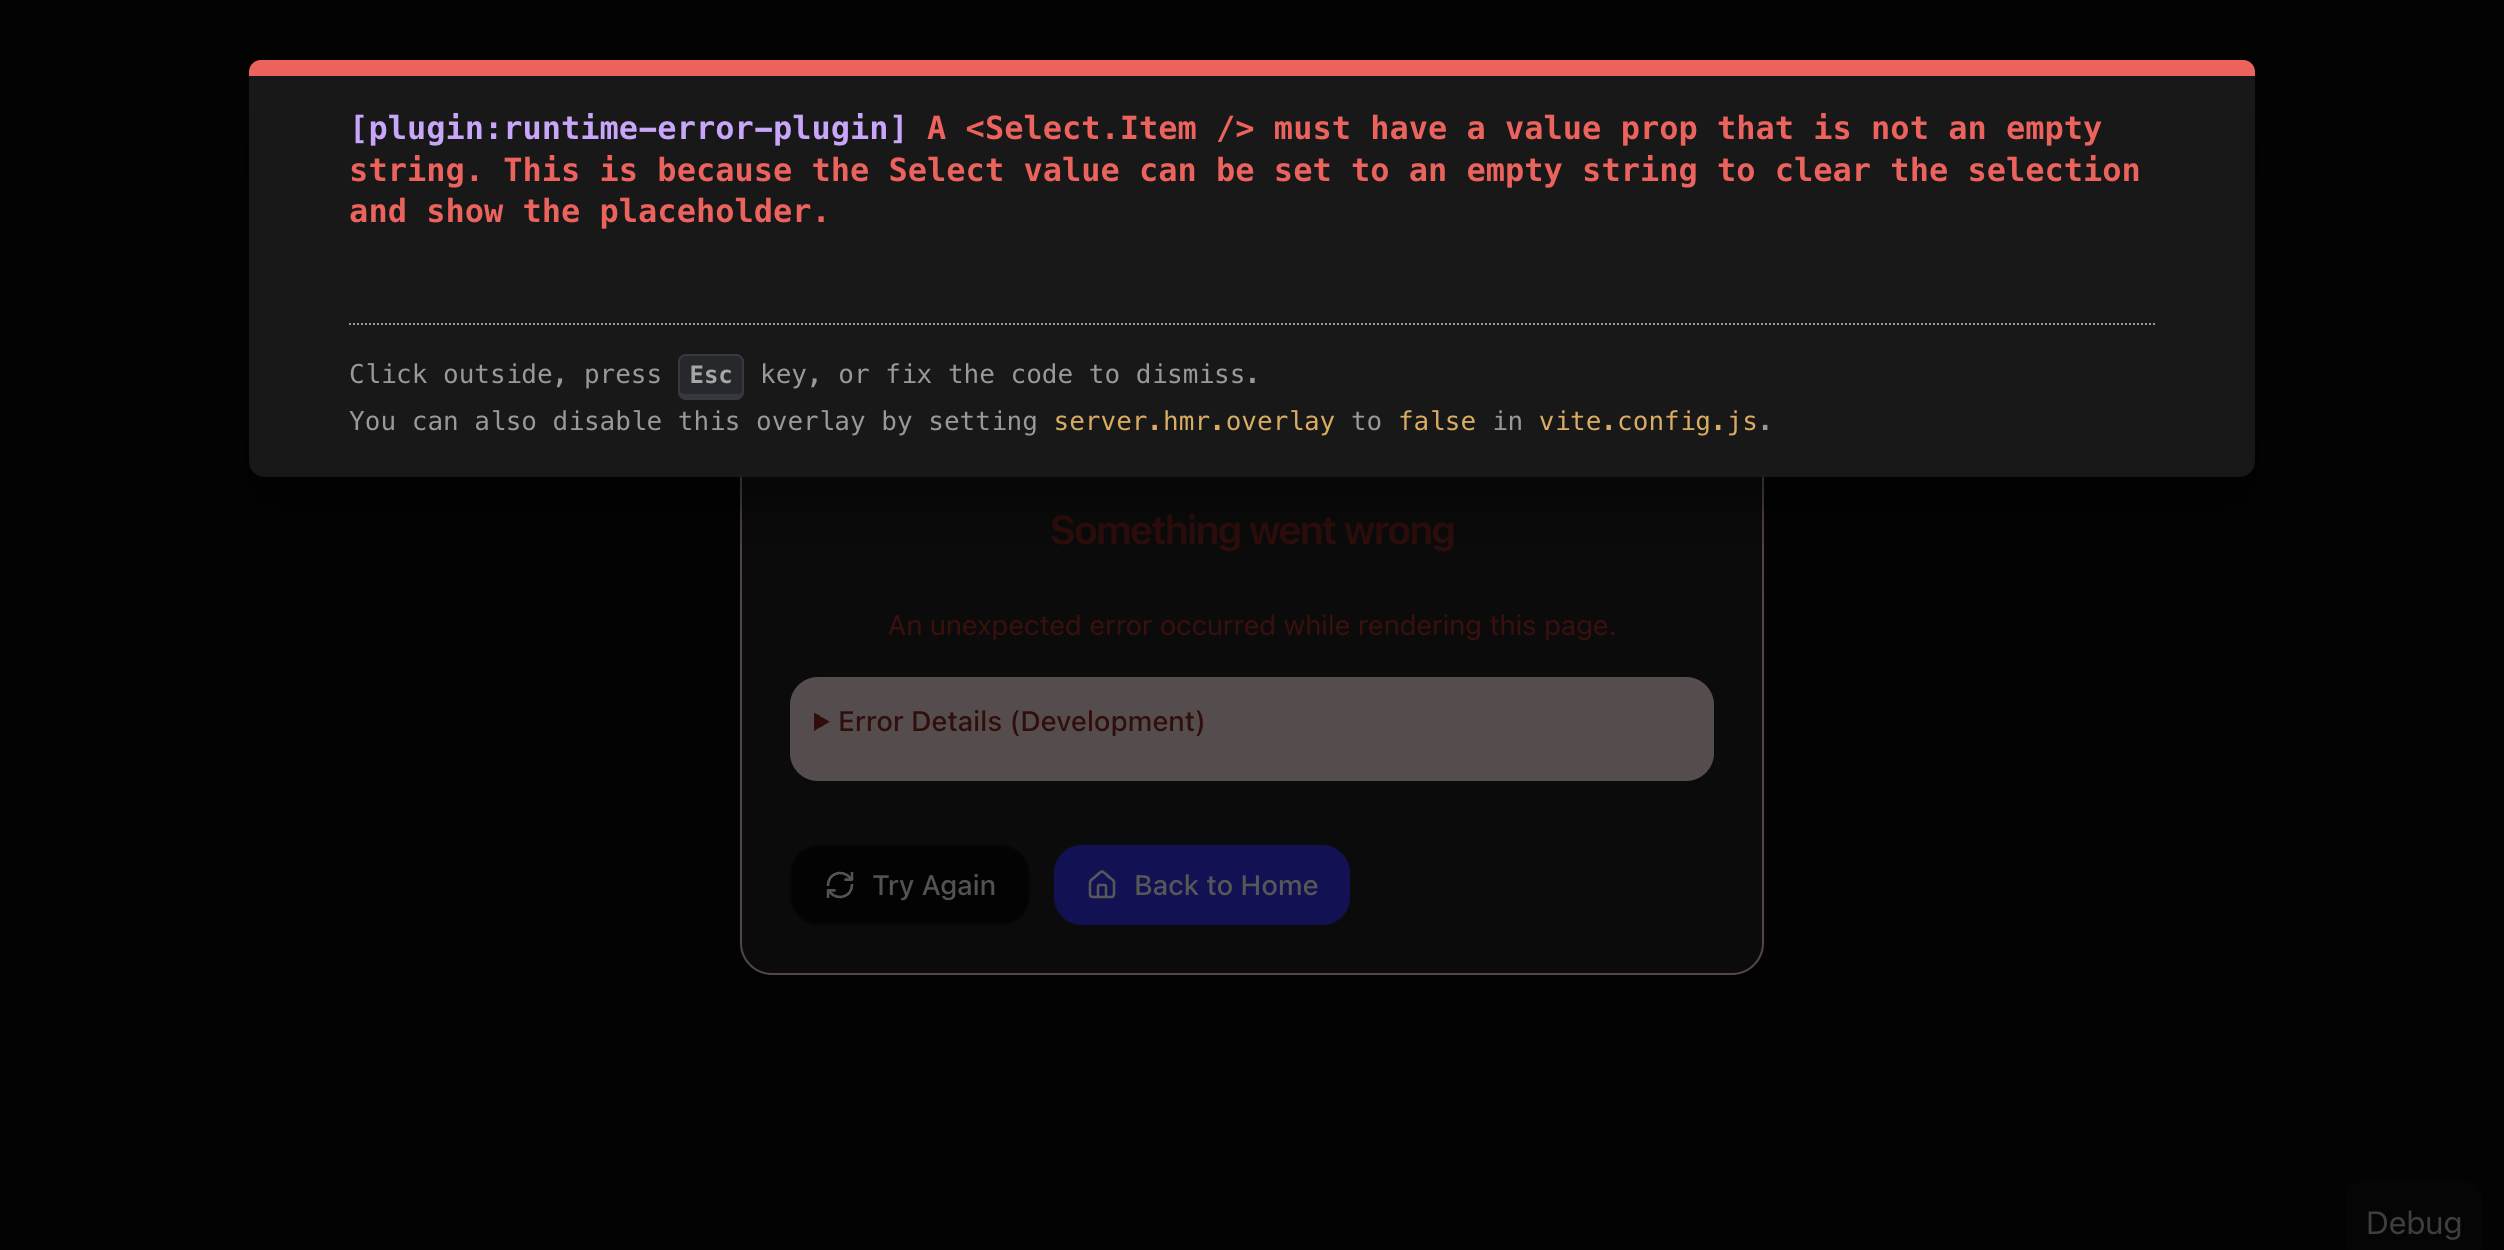 [plugin:runtime-error-plugin] A <Select.Item /> must have a value prop that is not an empty
string. This is because the Select value can be set to an empty string to clear the selection
and show the placeholder.
Click outside, press Esc key, or fix the code to dismiss.
You can also disable this overlay by setting server.hmr.overlay to false in vite.config.js.
Something went wrong
An unexpected error occurred while rendering this page.
Error Details (Development)
Try Again
Back to Home
Debug